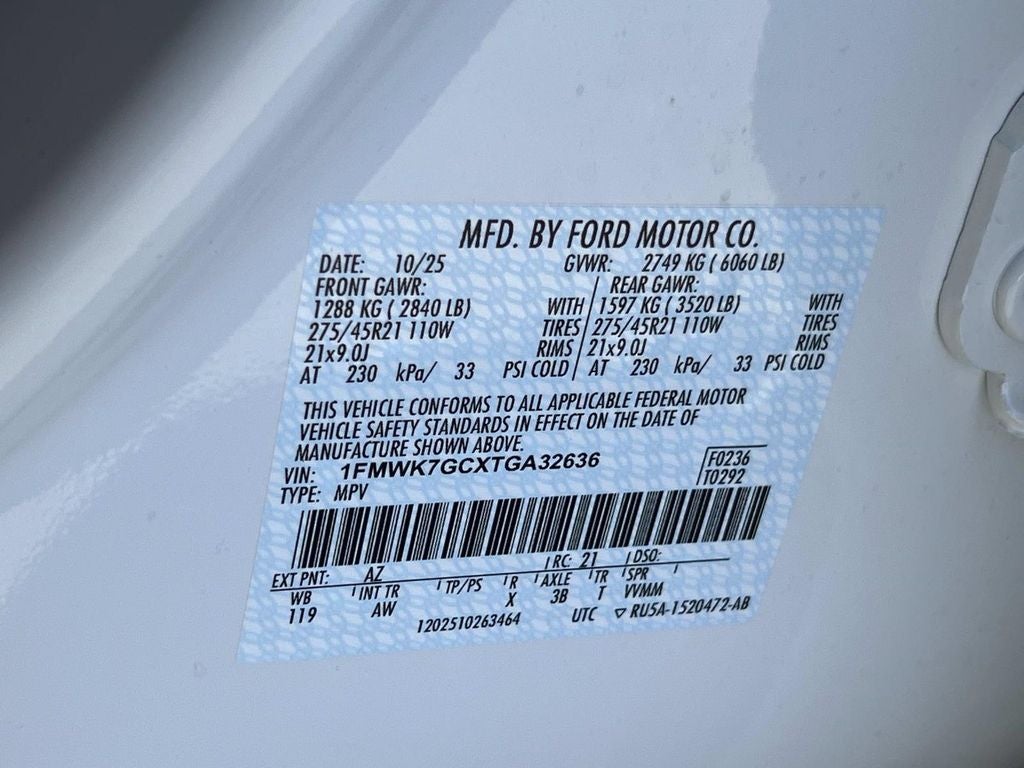 MFD. BY FORD MOTOR CO.
DATE: 10/25 GVWR: 2749 KG ( 6060 LB)
FRONT GAWR: REAR GAWR:
1288 KG ( 2840 LB) WITH 1597 KG ( 3520 LB) WITH
275/45R21 110W TIRES 275/45R21 110W TIRES
21x9.0J RIMS 21x9.0J RIMS
AT 230 kPa/ 33 PSI COLD AT 230 kPa/ 33 PSI COLD
THIS VEHICLE CONFORMS TO ALL APPLICABLE FEDERAL MOTOR
VEHICLE SAFETY STANDARDS IN EFFECT ON THE DATE OF
MANUFACTURE SHOWN ABOVE.
VIN: 1FMWK7GCXTGA32636 F0236
TYPE: MPV T0292
EXT PNT: AZ RC: 21 DSO:
WB INT TR TP/PS R AXLE TR SPR
119 AW X 3B T VVMM
1202510263464 UTC ▽ RU5A-1520472-AB